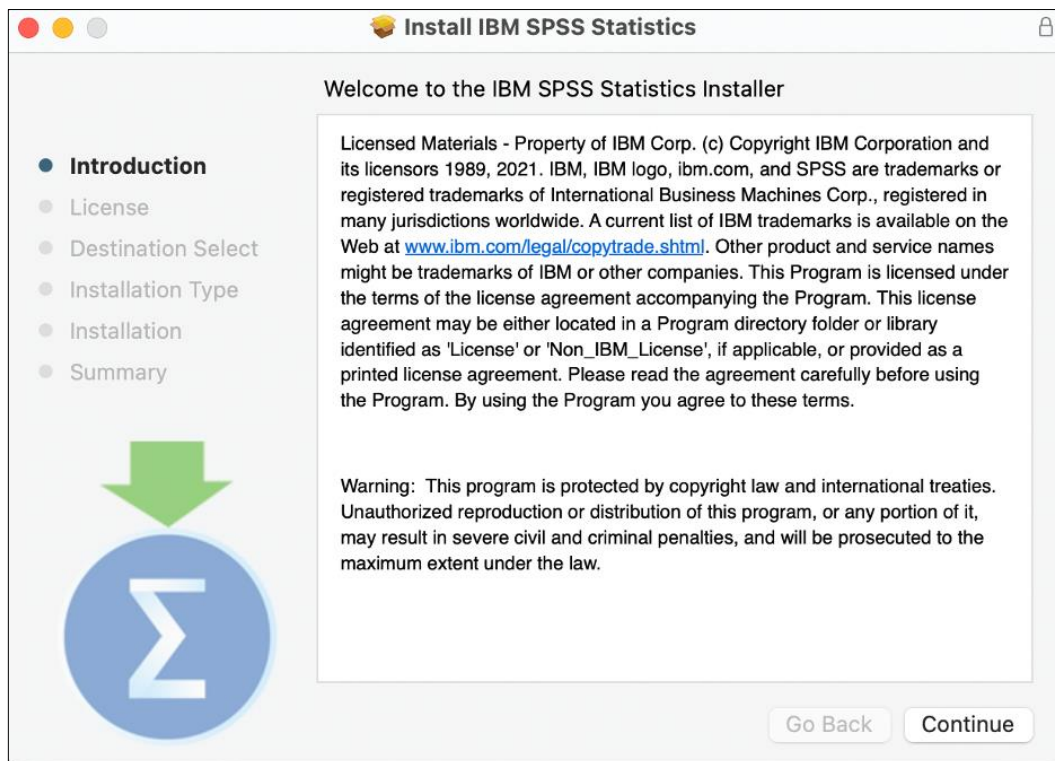 Install IBM SPSS Statistics
Welcome to the IBM SPSS Statistics Installer
Introduction
License
Destination Select
Installation Type
Installation
Summary
Licensed Materials - Property of IBM Corp. (c) Copyright IBM Corporation and
its licensors 1989, 2021. IBM, IBM logo, ibm.com, and SPSS are trademarks or
registered trademarks of International Business Machines Corp., registered in
many jurisdictions worldwide. A current list of IBM trademarks is available on the
Web at www.ibm.com/legal/copytrade.shtml. Other product and service names
might be trademarks of IBM or other companies. This Program is licensed under
the terms of the license agreement accompanying the Program. This license
agreement may be either located in a Program directory folder or library
identified as 'License' or 'Non_IBM_License', if applicable, or provided as a
printed license agreement. Please read the agreement carefully before using
the Program. By using the Program you agree to these terms.
Warning:  This program is protected by copyright law and international treaties.
Unauthorized reproduction or distribution of this program, or any portion of it,
may result in severe civil and criminal penalties, and will be prosecuted to the
maximum extent under the law.
Σ
Go Back
Continue